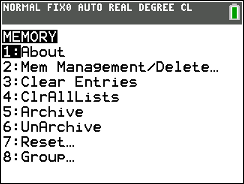 NORMAL FIX0 AUTO REAL DEGREE CL
MEMORY
1:About
2:Mem Management/Delete…
3:Clear Entries
4:ClrAllLists
5:Archive
6:UnArchive
7:Reset…
8:Group…